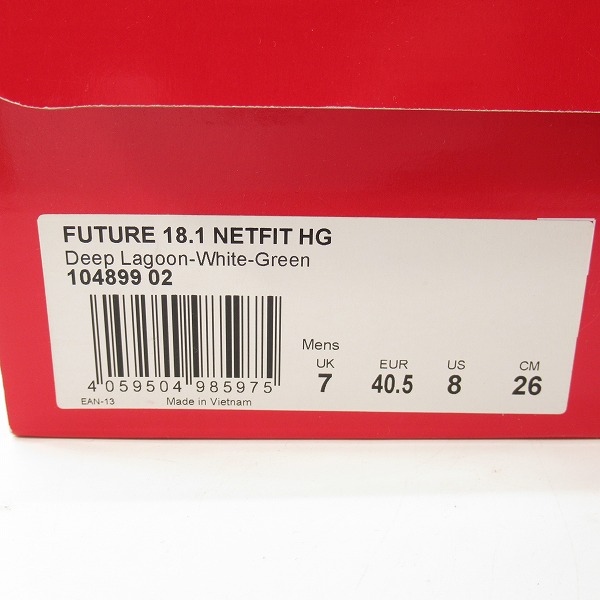 FUTURE 18.1 NETFIT HG
Deep Lagoon-White-Green
104899 02
Mens
UK EUR US CM
7 40.5 8 26
4 059504 985975
EAN-13 Made in Vietnam